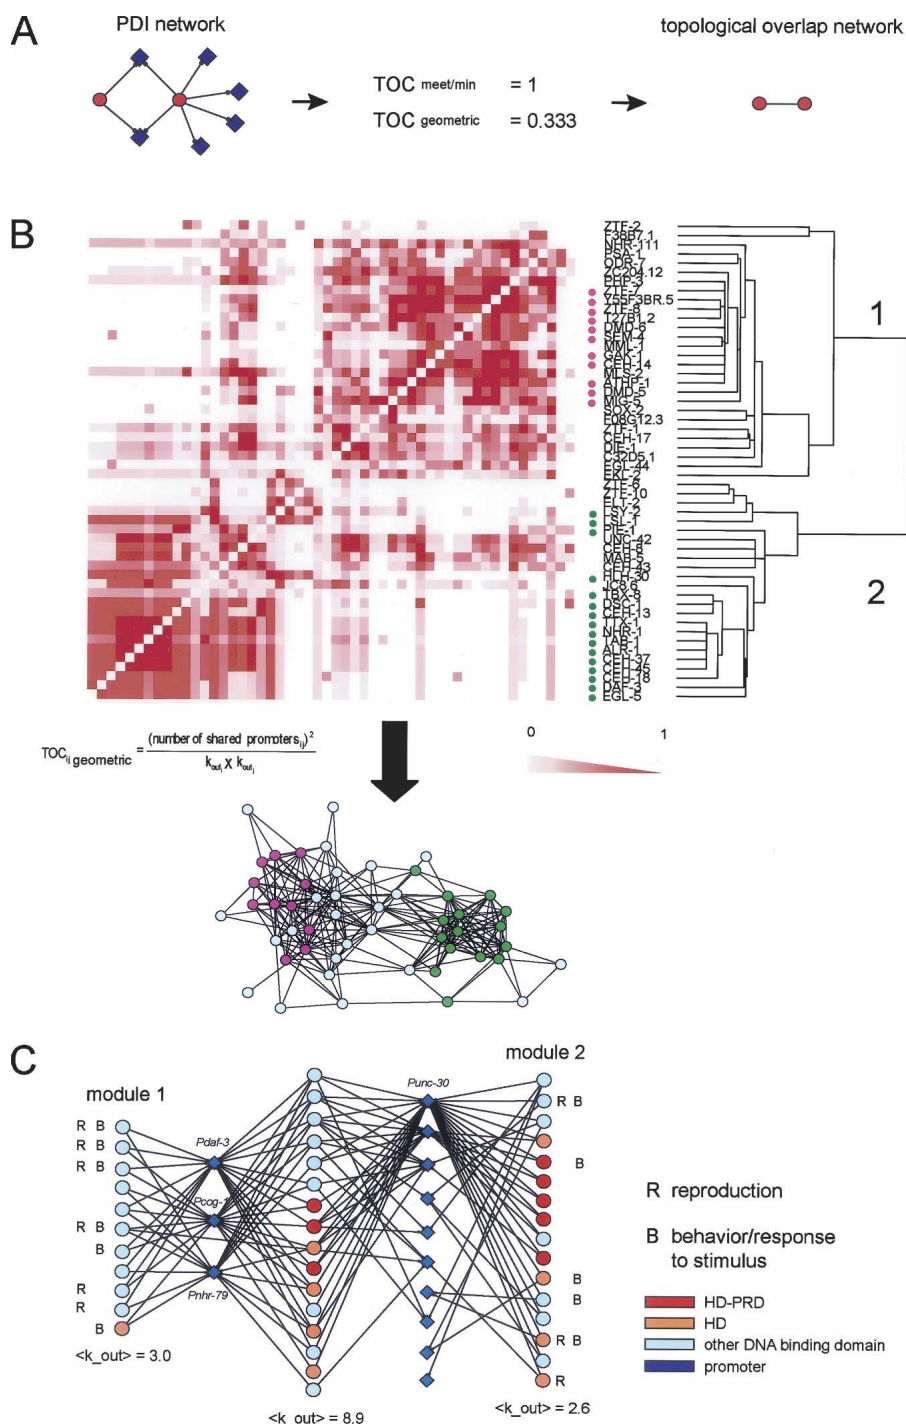 A
PDI network
topological overlap network
TOC meet/min = 1
TOC geometric = 0.333
B
ZTF-2
F38B7.1
NHR-111
PSA-1
ODR-7
ZC204.12
PHP-3
ZTF-7
Y55F3BR.5
ZTF-8
T27B1.2
DMD-6
SEM-4
MML-1
GAK-1
CEH-14
MLS-2
ATHP-1
DMD-5
MIG-5
SOX-2
F08G12.3
ZTF-1
CEH-17
DIE-1
C32D5.1
EGL-44
EKL-2
ZTF-6
ZTF-10
ELT-2
LSY-2
LSL-1
PIE-1
UNC-42
CEH-8
MAB-5
CEH-43
HLH-30
JC8.6
TBX-8
DSC-1
CEH-13
TTX-1
NHR-1
TAB-1
ALR-1
CEH-37
CEH-45
CEH-18
DAF-3
EGL-5
1
2
TOCij geometric = (number of shared promotersij)2
kouti X koutj
0 1
C
module 1
module 2
Punc-30
R B
R B
R B
R B
B
R
R
B
Pdaf-3
Pcog-1
Pnhr-79
R B
B
B
B
R B
R
<k_out> = 3.0
<k_out> = 8.9
<k_out> = 2.6
R reproduction
B behavior/response
to stimulus
HD-PRD
HD
other DNA binding domain
promoter